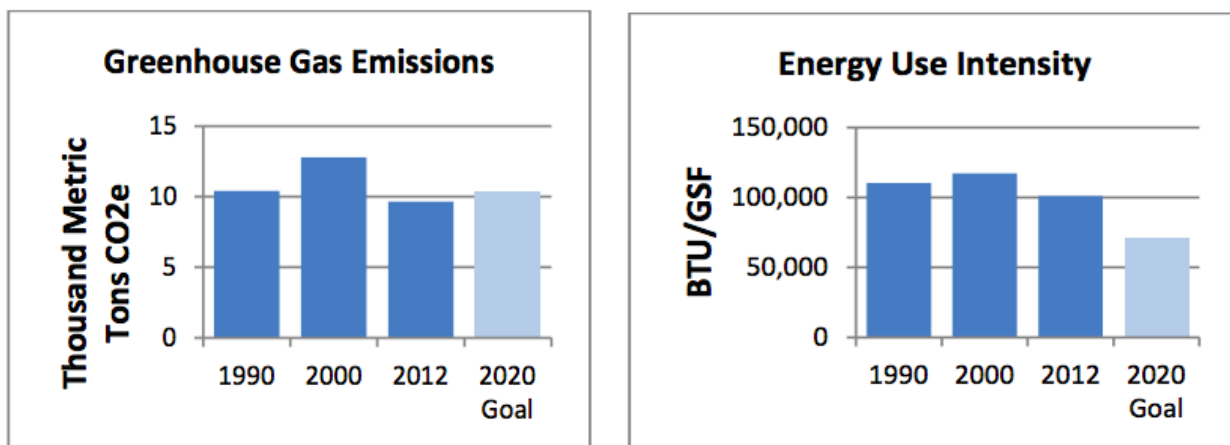 Greenhouse Gas Emissions
Thousand Metric
Tons CO2e
15
10
5
0
1990 2000 2012 2020
Goal
Energy Use Intensity
BTU/GSF
150,000
100,000
50,000
0
1990 2000 2012 2020
Goal